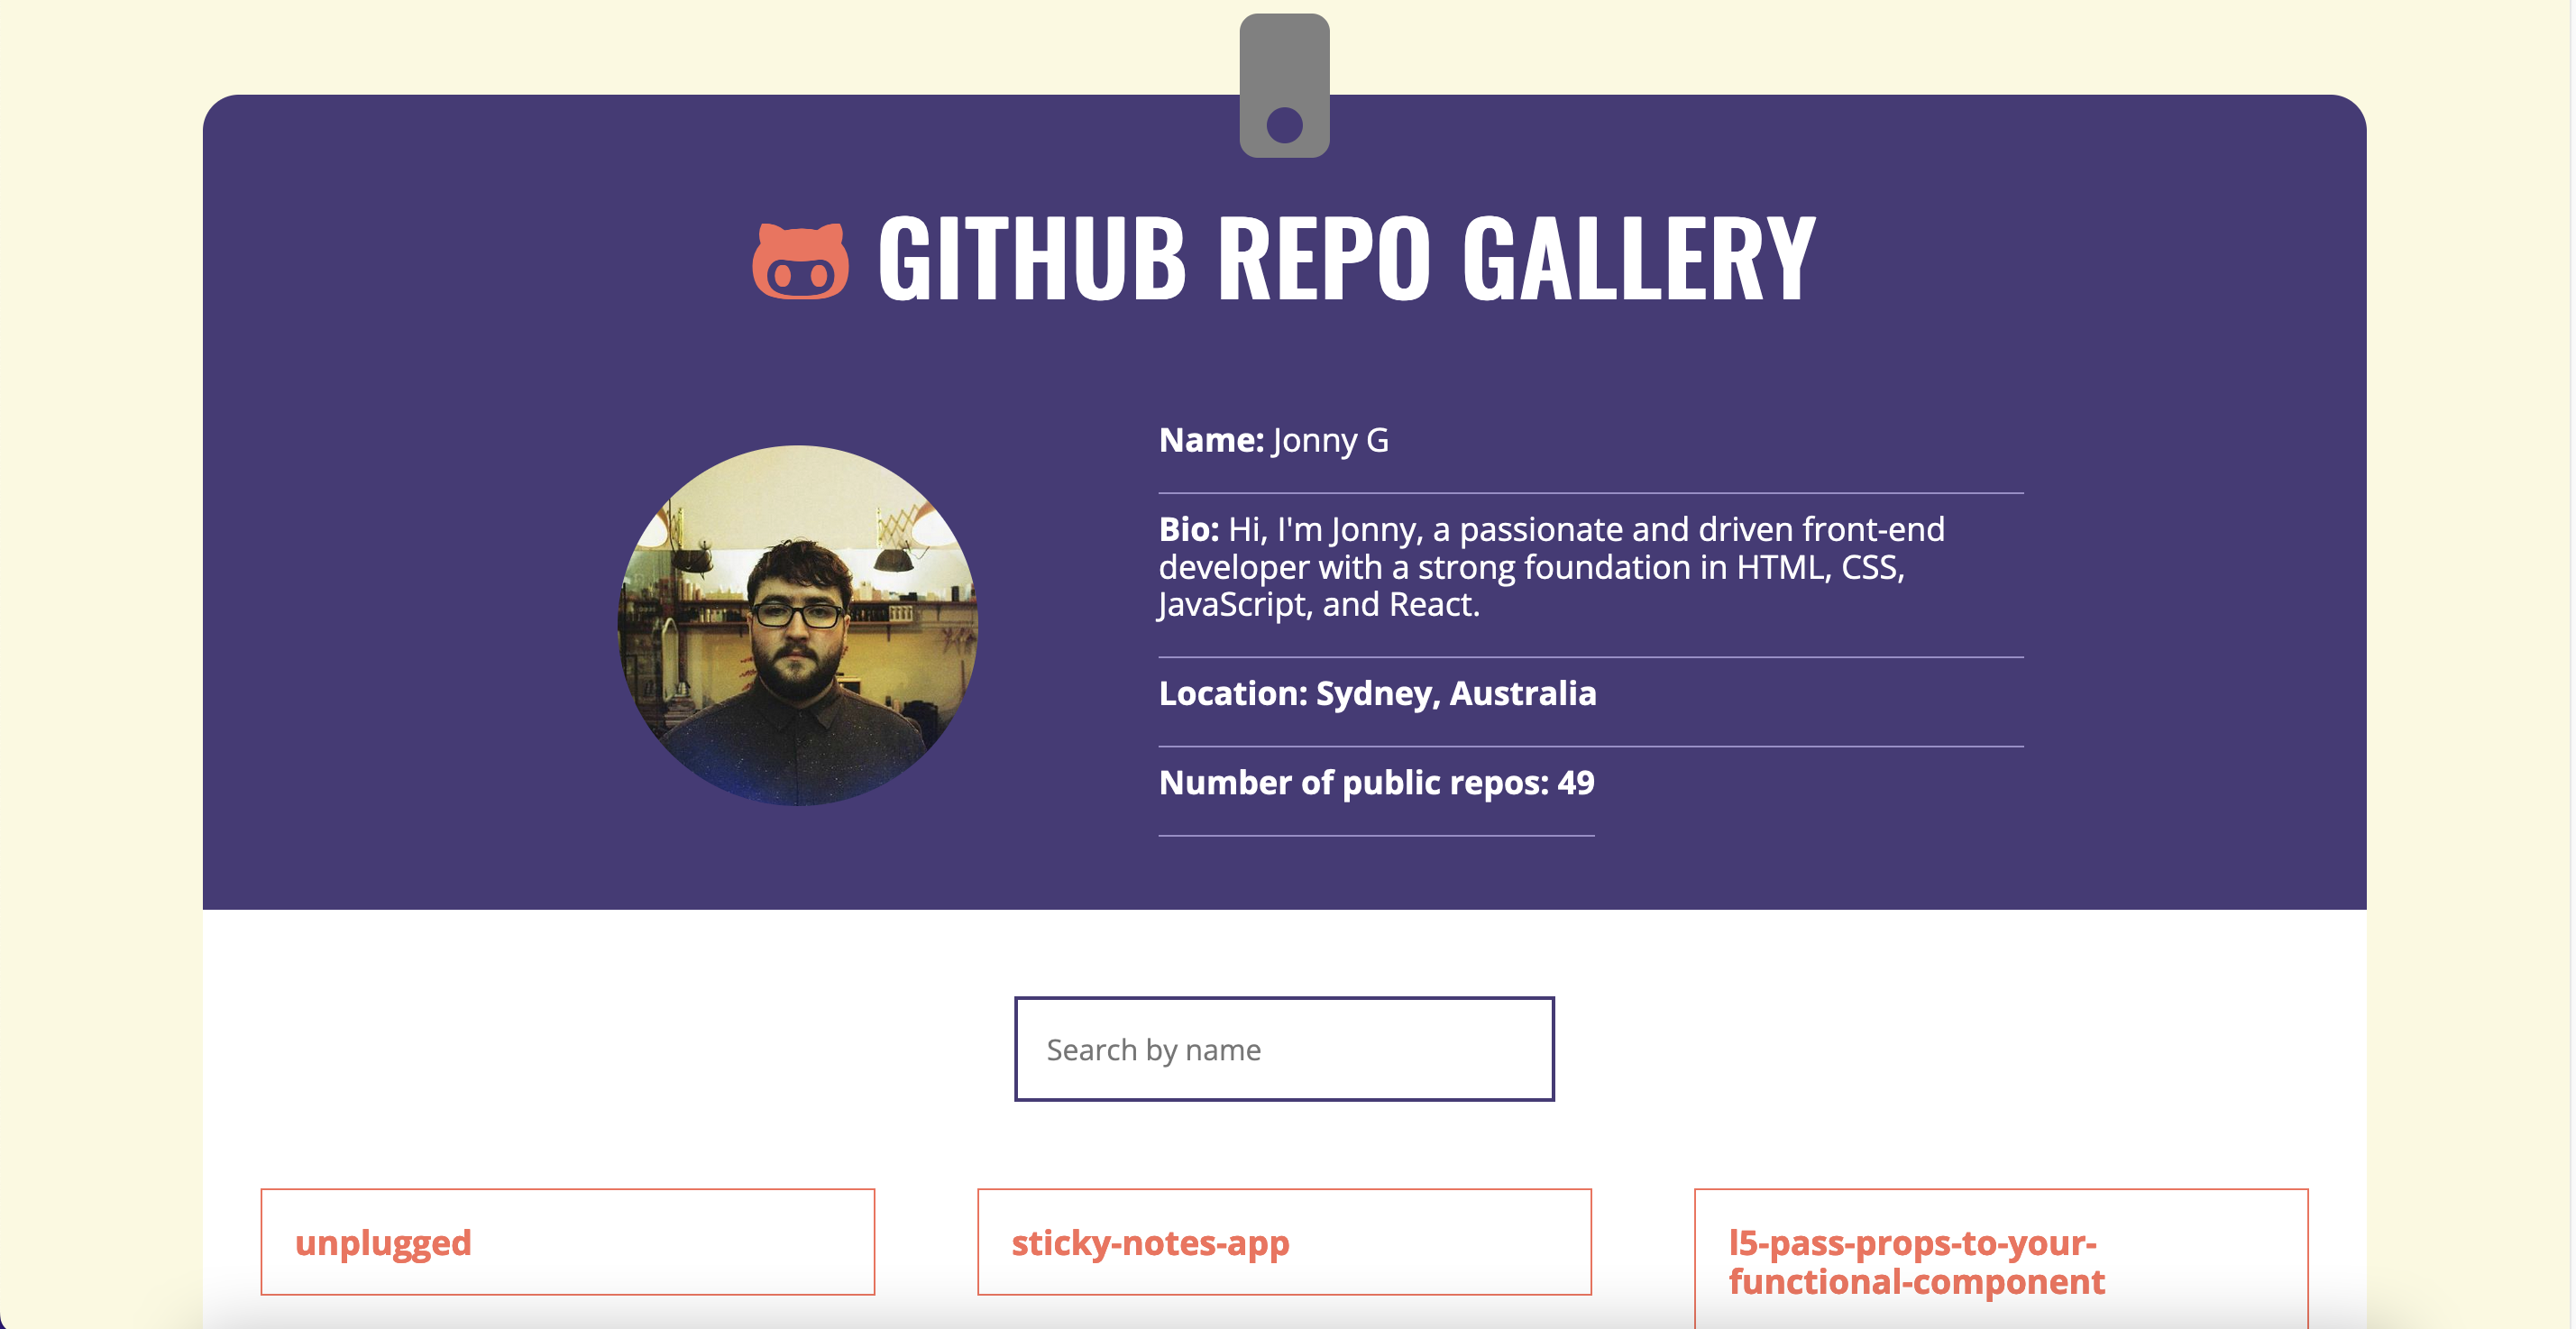 GITHUB REPO GALLERY
Name: Jonny G
Bio: Hi, I'm Jonny, a passionate and driven front-end
developer with a strong foundation in HTML, CSS,
JavaScript, and React.
Location: Sydney, Australia
Number of public repos: 49
Search by name
unplugged
sticky-notes-app
l5-pass-props-to-your-
functional-component